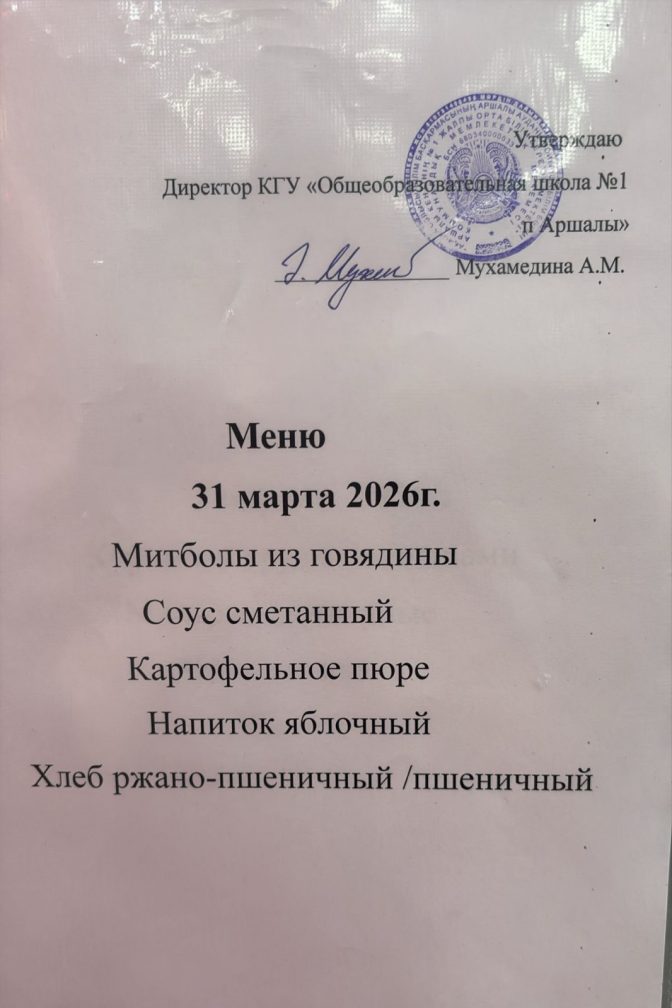 Утверждаю
Директор КГУ «Общеобразовательная школа №1
п Аршалы»
Мухамедина А.М.
Меню
31 марта 2026г.
Митболы из говядины
Соус сметанный
Картофельное пюре
Напиток яблочный
Хлеб ржано-пшеничный /пшеничный